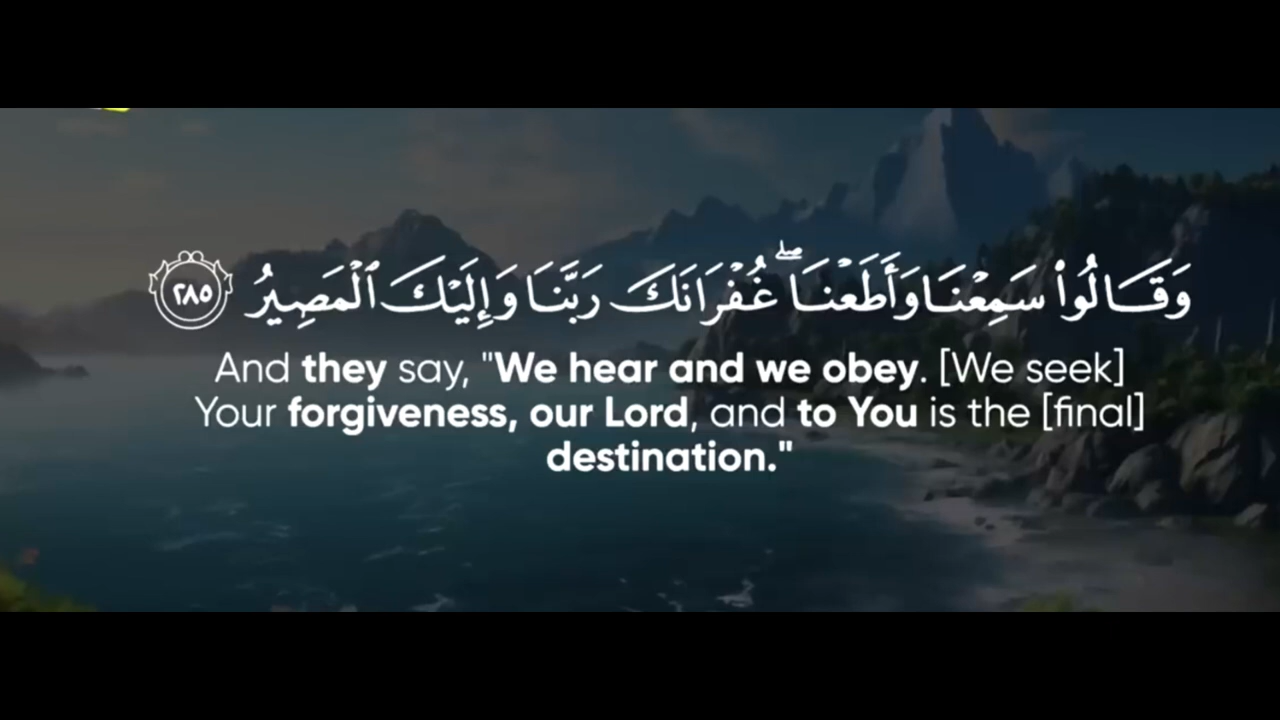 وَقَالُوا۟ سَمِعْنَا وَأَطَعْنَا ۖ غُفْرَانَكَ رَبَّنَا وَإِلَيْكَ ٱلْمَصِيرُ ٢٨٥
And they say, "We hear and we obey. [We seek]
Your forgiveness, our Lord, and to You is the [final]
destination."